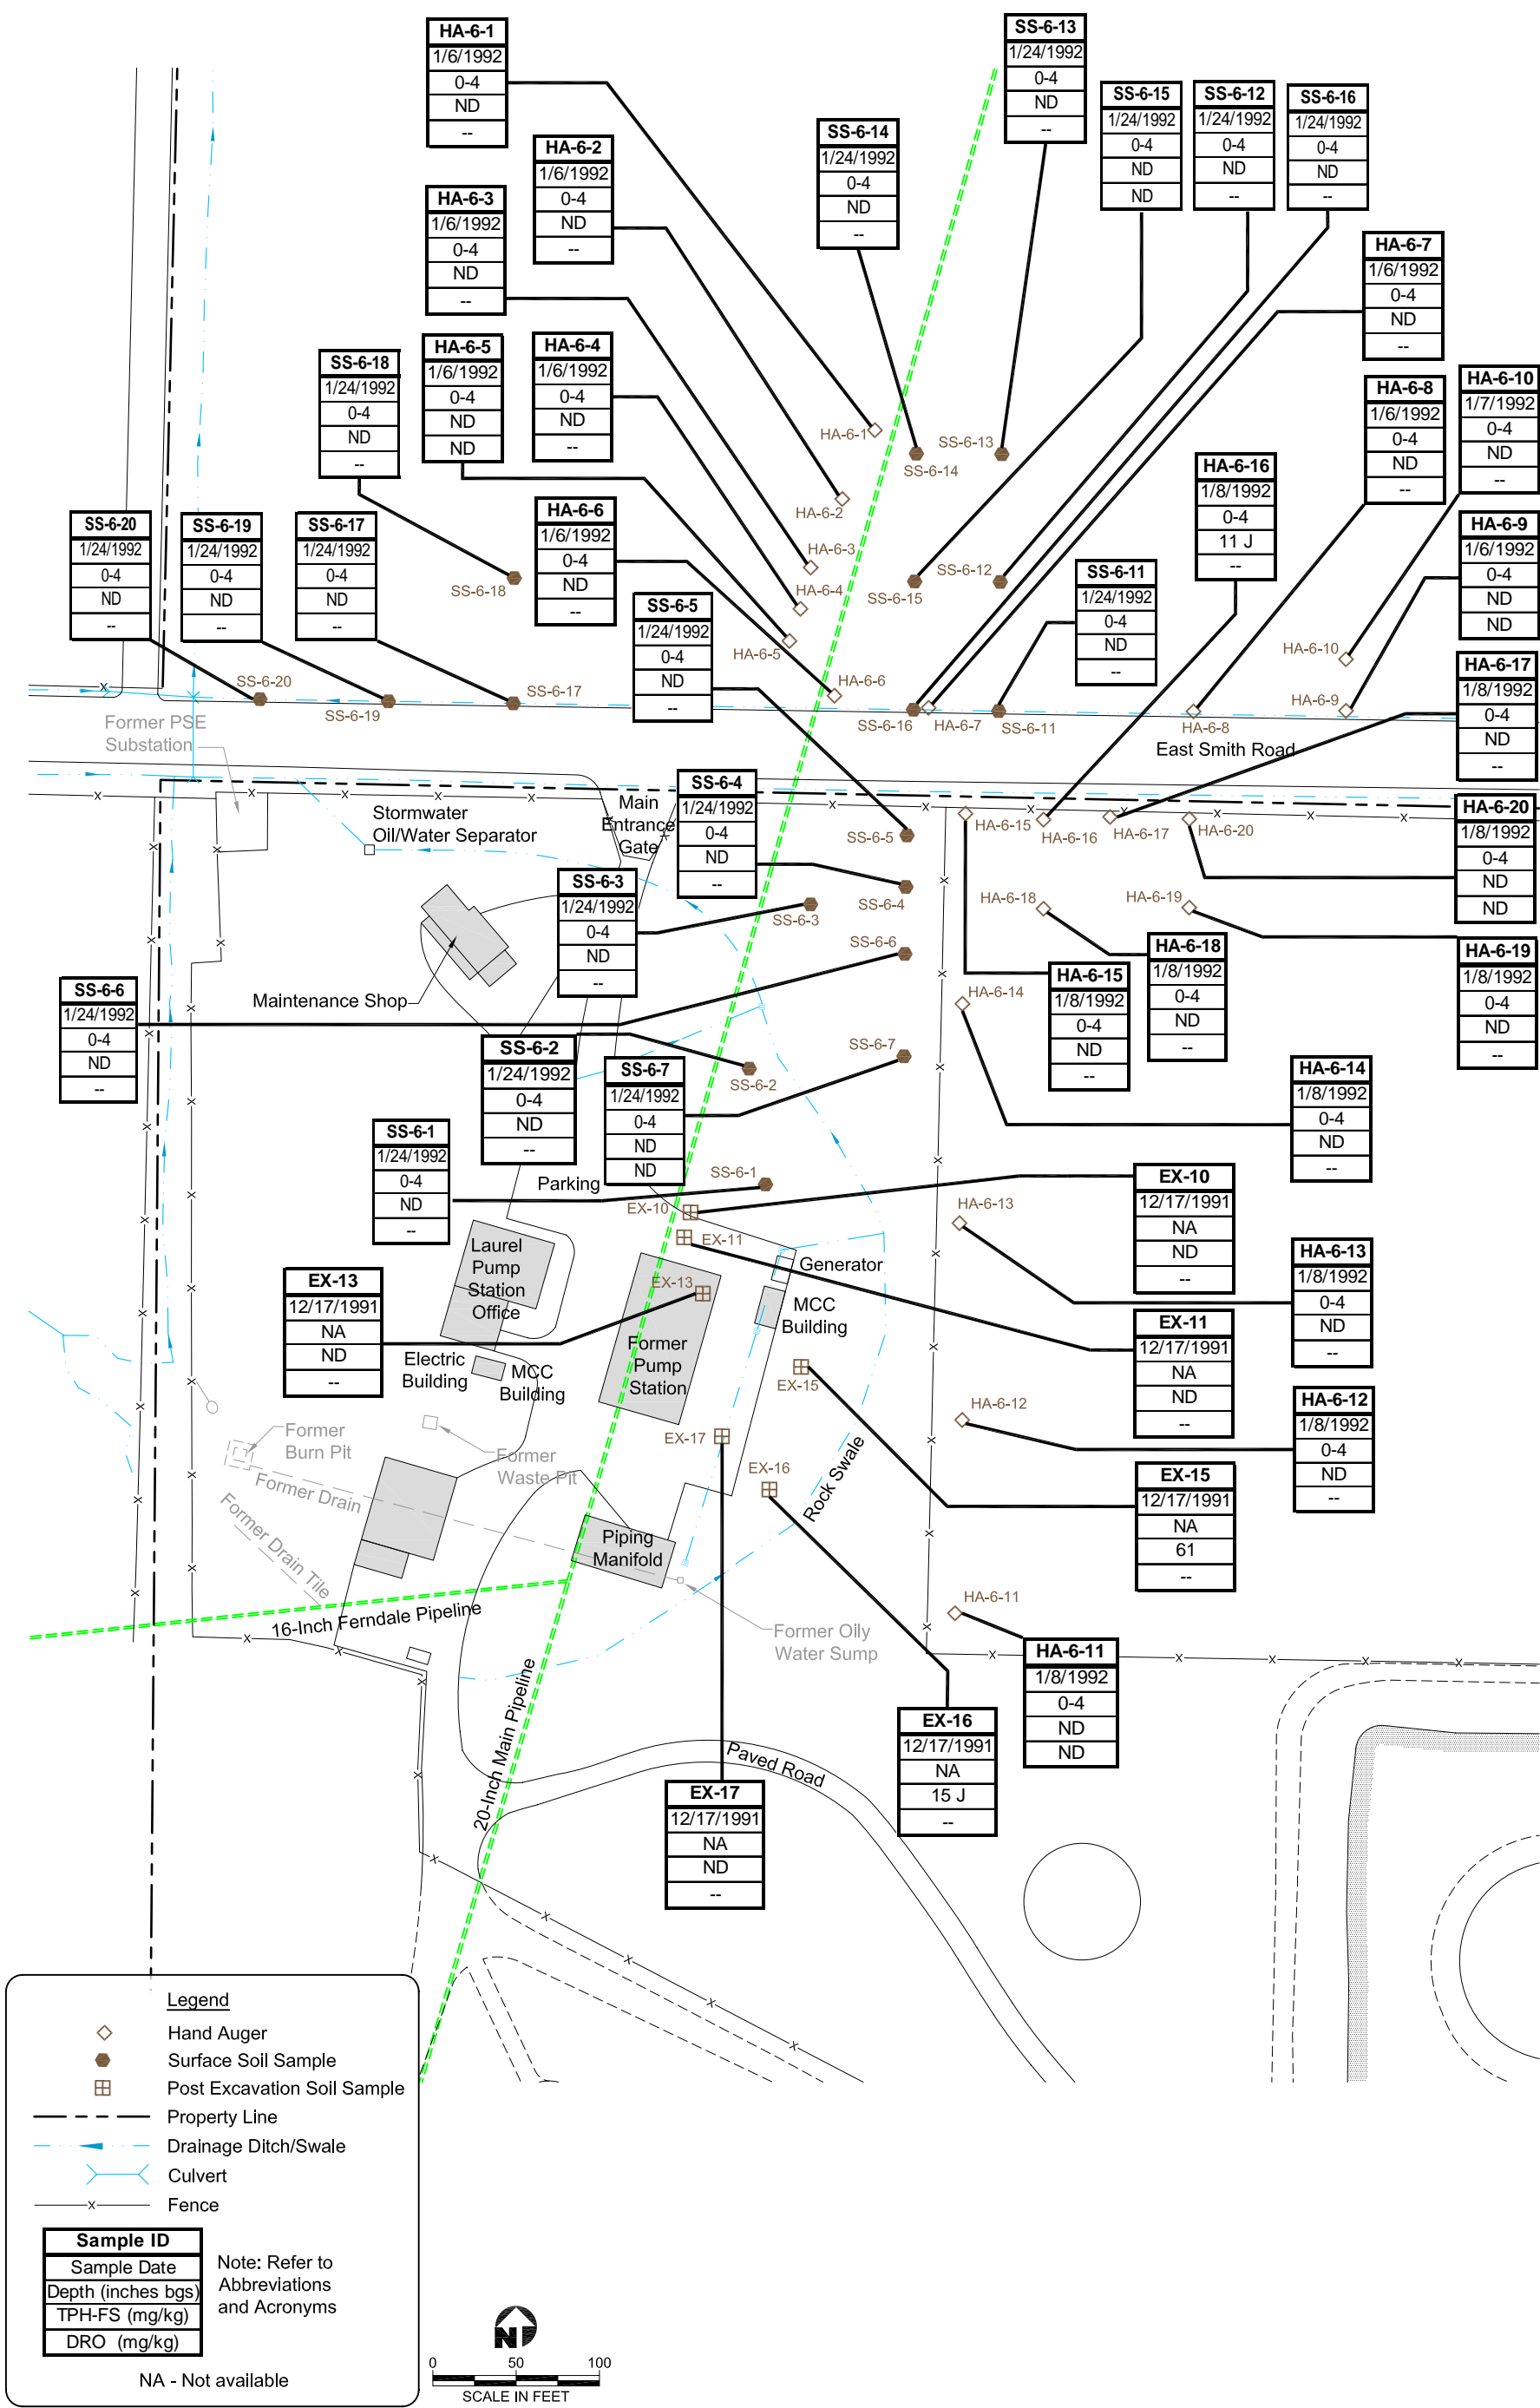 HA-6-1
1/6/1992
0-4
ND
--
SS-6-13
1/24/1992
0-4
ND
--
SS-6-15
1/24/1992
0-4
ND
ND
SS-6-12
1/24/1992
0-4
ND
--
SS-6-16
1/24/1992
0-4
ND
--
SS-6-14
1/24/1992
0-4
ND
--
HA-6-2
1/6/1992
0-4
ND
--
HA-6-3
1/6/1992
0-4
ND
--
HA-6-7
1/6/1992
0-4
ND
--
HA-6-5
1/6/1992
0-4
ND
ND
HA-6-4
1/6/1992
0-4
ND
--
SS-6-18
1/24/1992
0-4
ND
--
HA-6-8
1/6/1992
0-4
ND
--
HA-6-10
1/7/1992
0-4
ND
--
HA-6-16
1/8/1992
0-4
11 J
--
HA-6-6
1/6/1992
0-4
ND
--
SS-6-20
1/24/1992
0-4
ND
--
SS-6-19
1/24/1992
0-4
ND
--
SS-6-17
1/24/1992
0-4
ND
--
HA-6-9
1/6/1992
0-4
ND
ND
SS-6-11
1/24/1992
0-4
ND
--
SS-6-5
1/24/1992
0-4
ND
--
HA-6-17
1/8/1992
0-4
ND
--
HA-6-1
SS-6-14
SS-6-13
HA-6-2
HA-6-3
HA-6-4
HA-6-5
HA-6-6
SS-6-15
SS-6-12
SS-6-18
HA-6-10
SS-6-20
SS-6-19
SS-6-17
SS-6-16
HA-6-7
SS-6-11
HA-6-8
HA-6-9
Former PSE
Substation
East Smith Road
SS-6-4
1/24/1992
0-4
ND
--
HA-6-20
1/8/1992
0-4
ND
ND
Stormwater
Oil/Water Separator
Main
Entrance
Gate
SS-6-5
HA-6-15
HA-6-16
HA-6-17
HA-6-20
SS-6-3
1/24/1992
0-4
ND
--
SS-6-3
SS-6-4
SS-6-6
HA-6-18
HA-6-19
HA-6-18
1/8/1992
0-4
ND
--
HA-6-19
1/8/1992
0-4
ND
--
HA-6-15
1/8/1992
0-4
ND
--
SS-6-6
1/24/1992
0-4
ND
--
Maintenance Shop
HA-6-14
SS-6-2
1/24/1992
0-4
ND
--
SS-6-7
1/24/1992
0-4
ND
ND
SS-6-2
SS-6-7
HA-6-14
1/8/1992
0-4
ND
--
SS-6-1
1/24/1992
0-4
ND
--
Parking
SS-6-1
EX-10
EX-11
EX-10
12/17/1991
NA
ND
--
HA-6-13
HA-6-13
1/8/1992
0-4
ND
--
Laurel
Pump
Station
Office
EX-13
Generator
MCC
Building
EX-13
12/17/1991
NA
ND
--
EX-11
12/17/1991
NA
ND
--
Electric
Building
MCC
Building
Former
Pump
Station
EX-15
HA-6-12
HA-6-12
1/8/1992
0-4
ND
--
Former
Burn Pit
Former
Waste Pit
EX-17
EX-16
Rock Swale
EX-15
12/17/1991
NA
61
--
Former Drain
Former Drain Tile
Piping
Manifold
16-Inch Ferndale Pipeline
Former Oily
Water Sump
HA-6-11
HA-6-11
1/8/1992
0-4
ND
ND
20-Inch Main Pipeline
EX-16
12/17/1991
NA
15 J
--
Paved Road
EX-17
12/17/1991
NA
ND
--
Legend
Hand Auger
Surface Soil Sample
Post Excavation Soil Sample
Property Line
Drainage Ditch/Swale
Culvert
Fence
Sample ID
Sample Date
Depth (inches bgs)
TPH-FS (mg/kg)
DRO (mg/kg)
Note: Refer to
Abbreviations
and Acronyms
NA - Not available
N
0 50 100
SCALE IN FEET